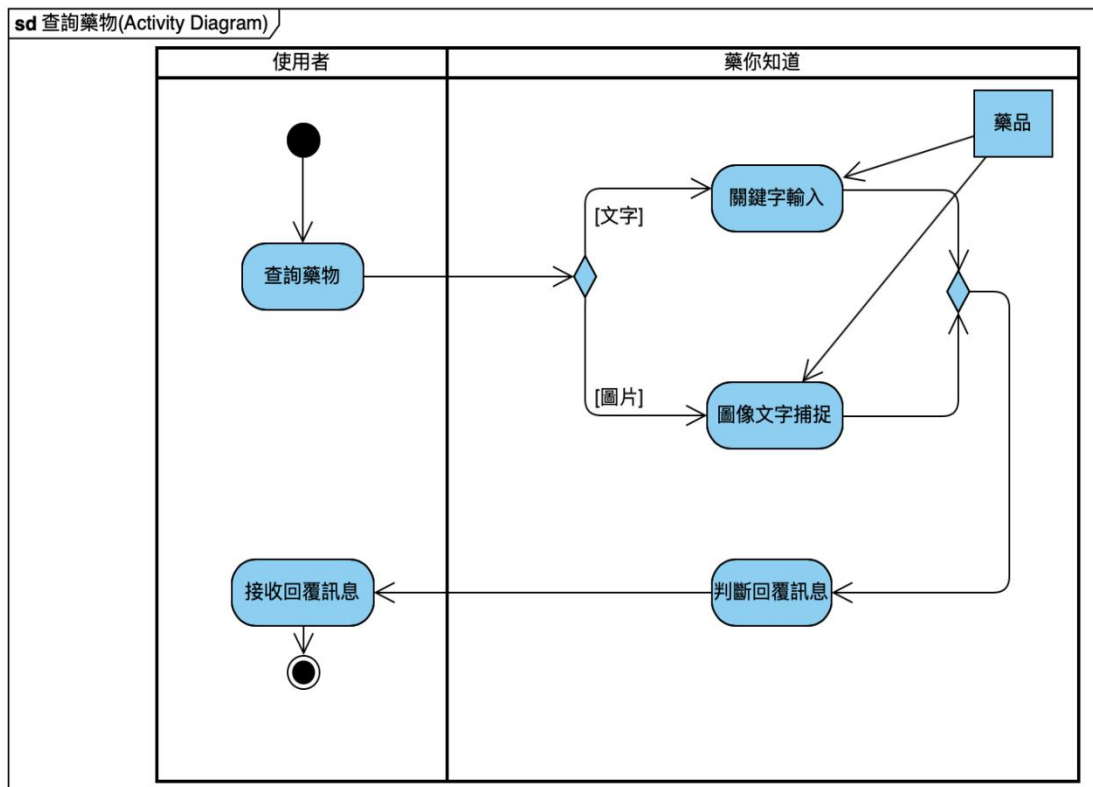 sd 查詢藥物(Activity Diagram)
使用者
藥你知道
藥品
關鍵字輸入
[文字]
查詢藥物
[圖片]
圖像文字捕捉
接收回覆訊息
判斷回覆訊息